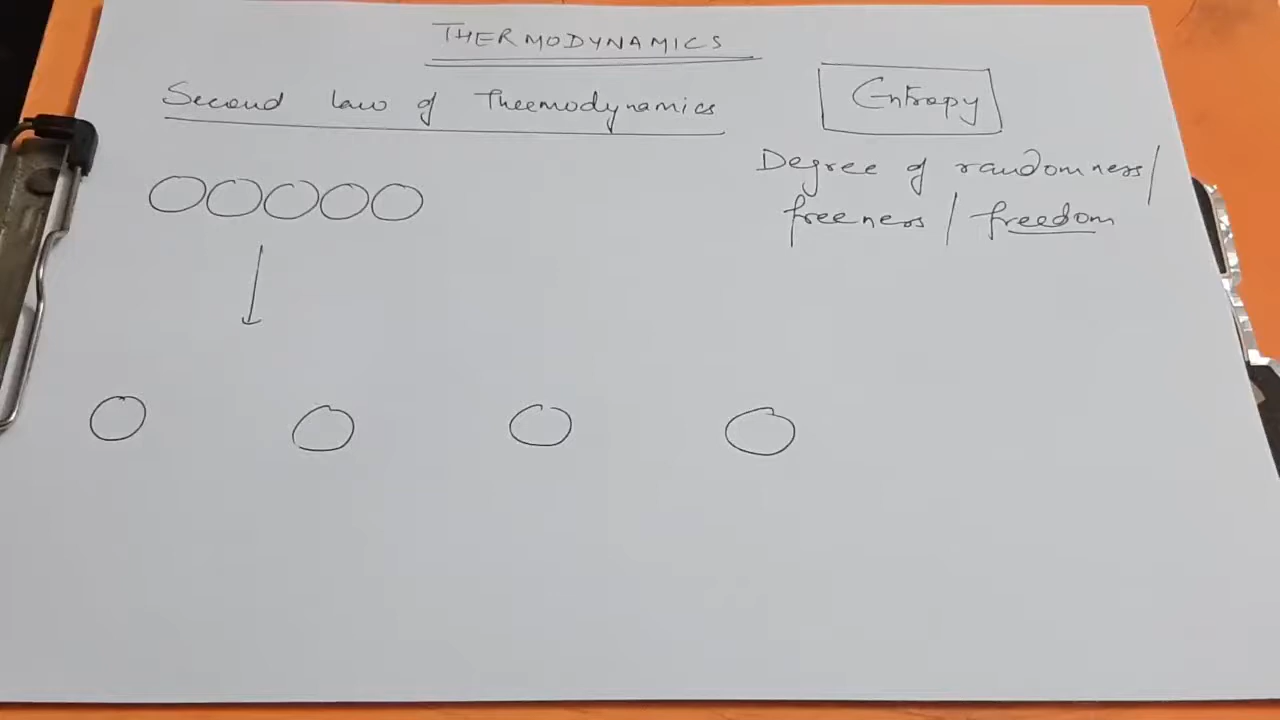 THERMODYNAMICS
Second law of Theemodynamics
Entropy
Degree of randomness/
freeness / freedom